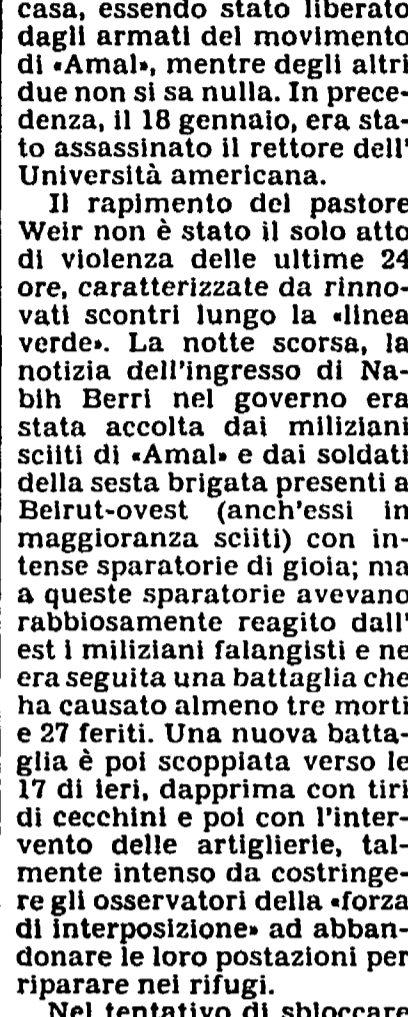 casa, essendo stato liberato
dagli armati del movimento
di «Amal», mentre degli altri
due non si sa nulla. In prece-
denza, il 18 gennaio, era sta-
to assassinato il rettore dell'
Università americana.
Il rapimento del pastore
Weir non è stato il solo atto
di violenza delle ultime 24
ore, caratterizzate da rinno-
vati scontri lungo la «linea
verde». La notte scorsa, la
notizia dell'ingresso di Na-
bih Berri nel governo era
stata accolta dai miliziani
sciiti di «Amal» e dai soldati
della sesta brigata presenti a
Beirut-ovest (anch'essi in
maggioranza sciiti) con in-
tense sparatorie di gioia; ma
a queste sparatorie avevano
rabbiosamente reagito dall'
est i miliziani falangisti e ne
era seguita una battaglia che
ha causato almeno tre morti
e 27 feriti. Una nuova batta-
glia è poi scoppiata verso le
17 di ieri, dapprima con tiri
di cecchini e poi con l'inter-
vento delle artiglierie, tal-
mente intenso da costringe-
re gli osservatori della «forza
di interposizione» ad abban-
donare le loro postazioni per
riparare nei rifugi.
Nel tentativo di sbloccare